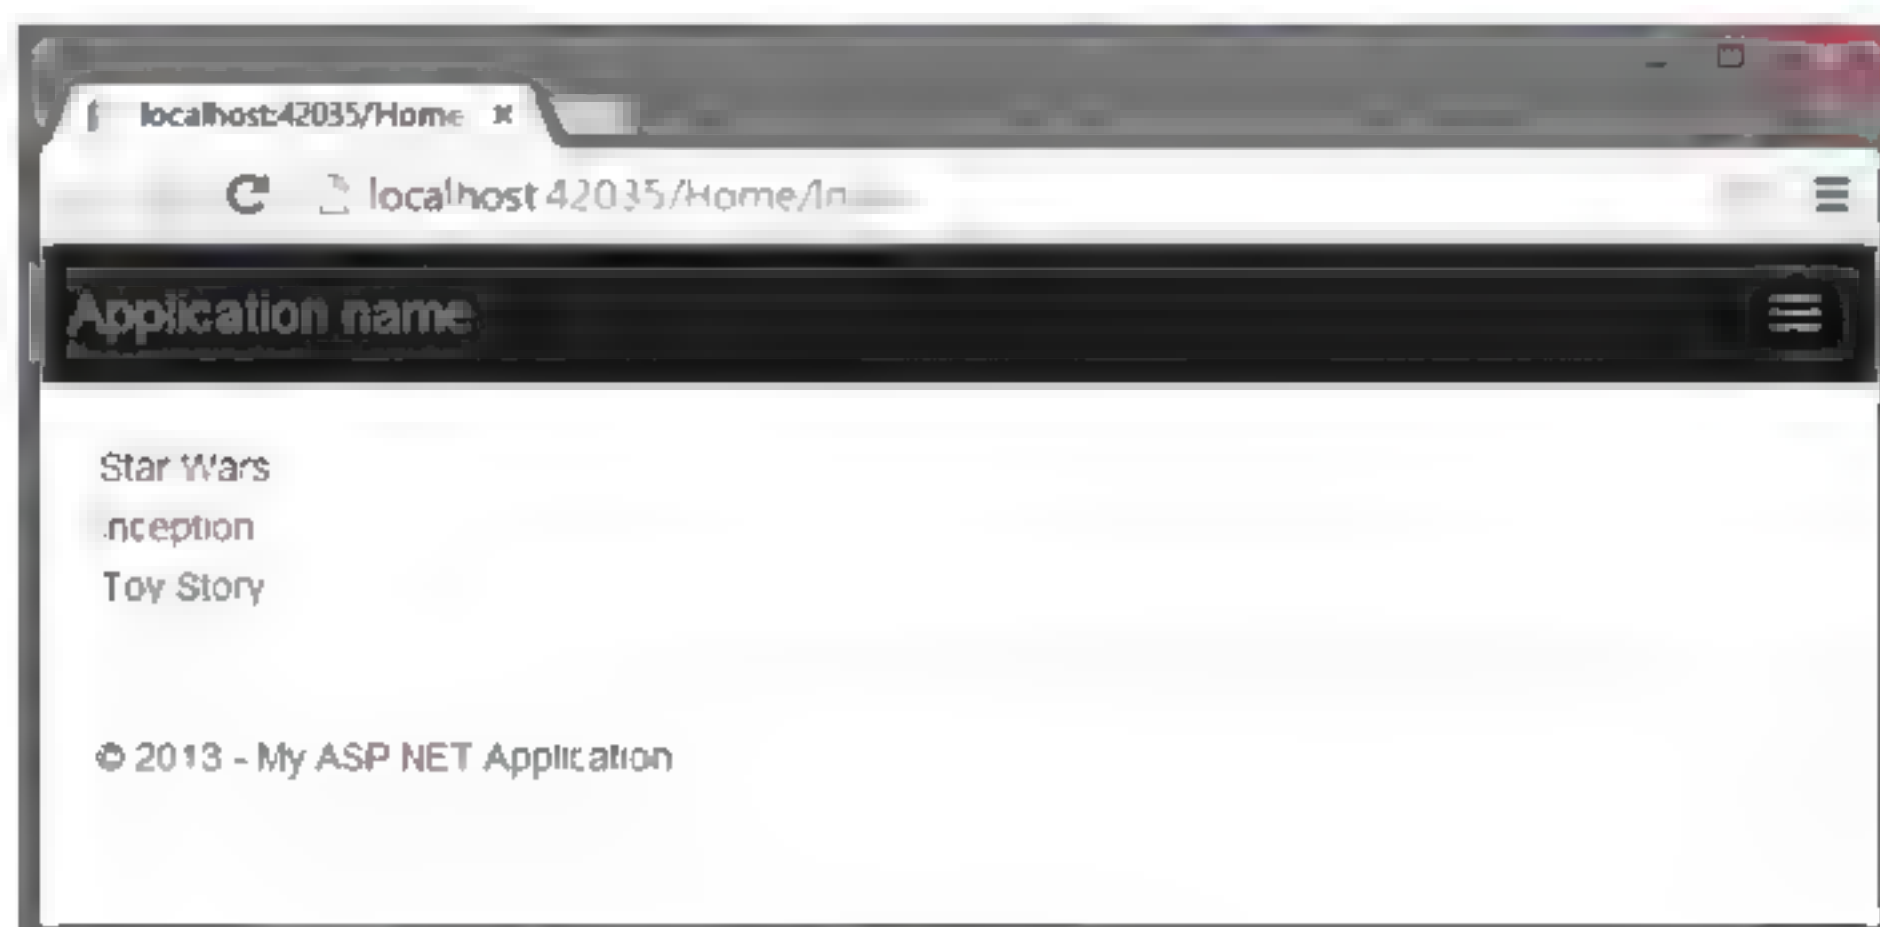 localhost:42035/Home
localhost:42035/Home/In
Application name
Star Wars
nception
Toy Story
© 2013 - My ASP NET Application